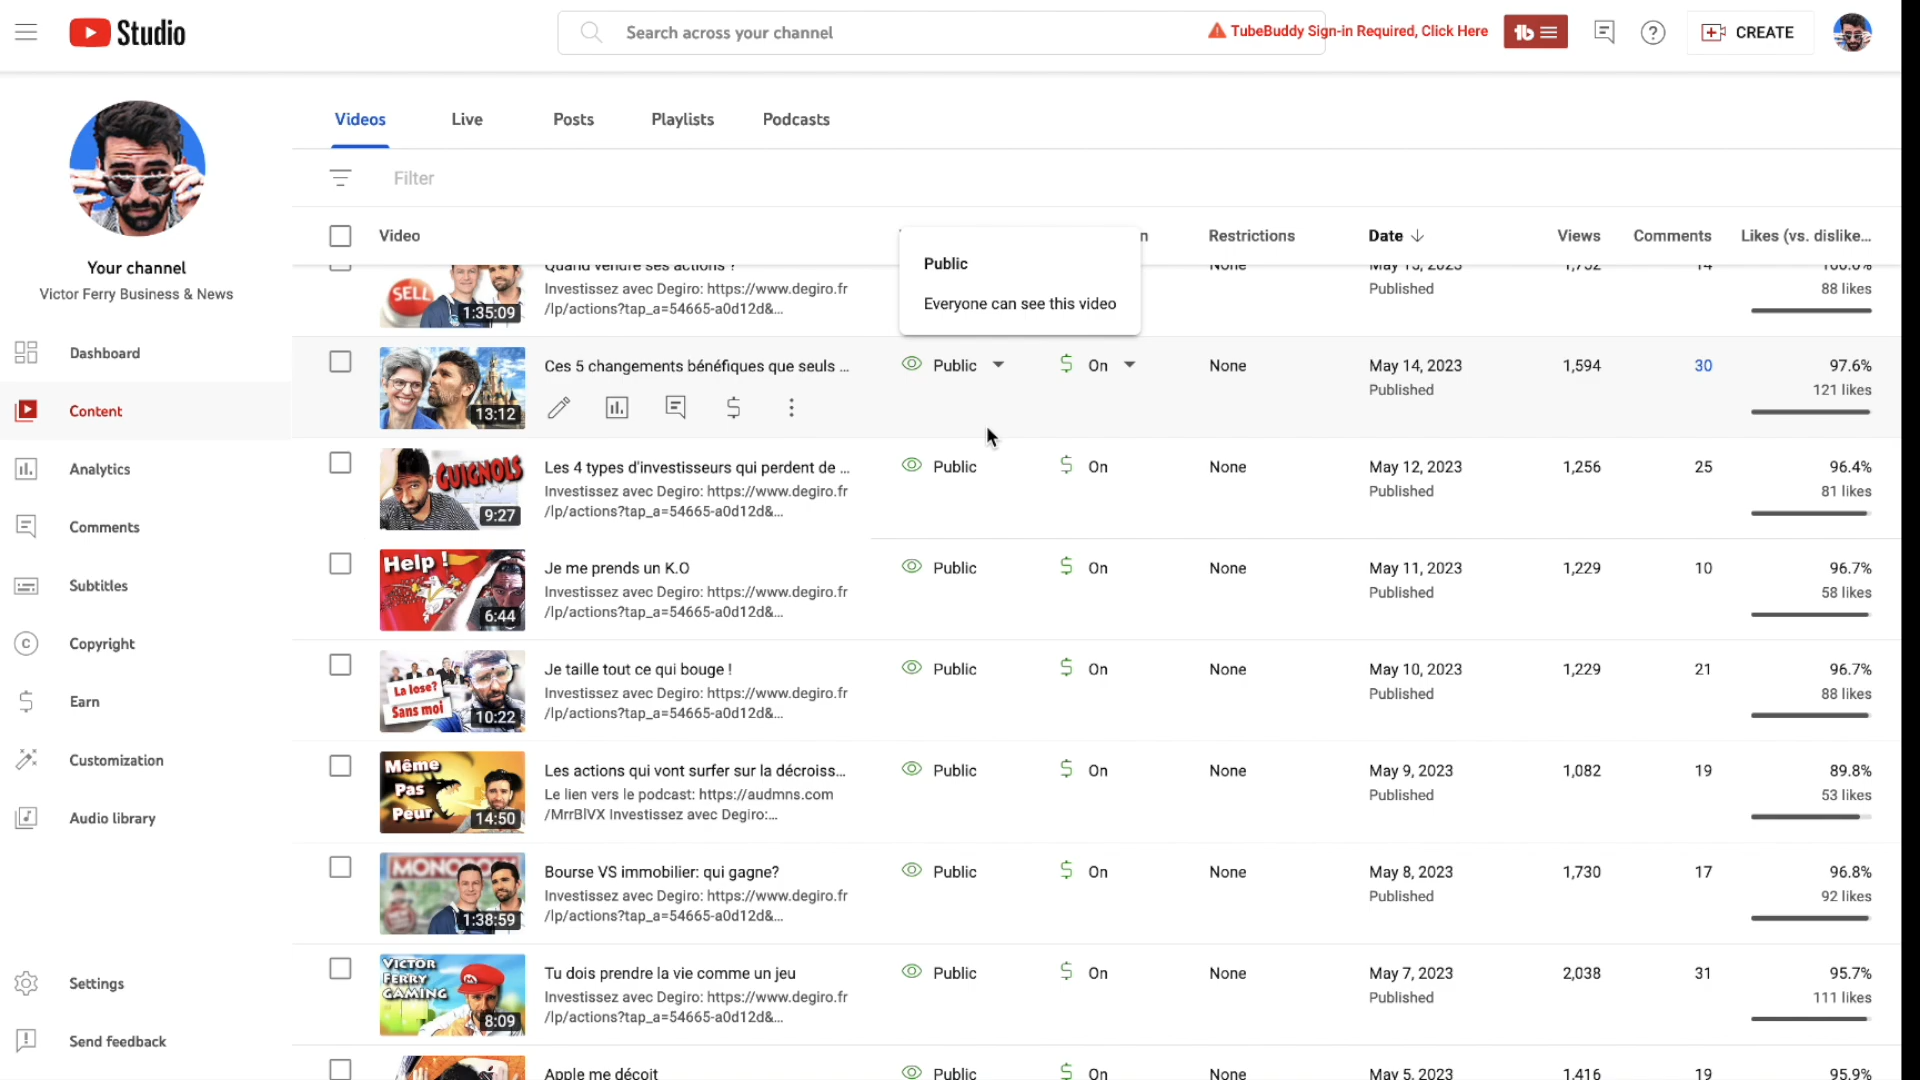 Studio
Search across your channel
TubeBuddy Sign-in Required, Click Here
tb
?
CREATE
Videos
Live
Posts
Playlists
Podcasts
Filter
Your channel
Victor Ferry Business & News
Dashboard
Content
Analytics
Comments
Subtitles
Copyright
Earn
Customization
Audio library
Settings
Send feedback
Video
n
Restrictions
Date
Views
Comments
Likes (vs. dislike...
Public
Everyone can see this video
SELL
1:35:09
Quand vendre ses actions ?
Investissez avec Degiro: https://www.degiro.fr
/lp/actions?tap_a=54665-a0d12d&...
None
May 13, 2023
Published
1,752
14
100.0%
88 likes
13:12
Ces 5 changements bénéfiques que seuls ...
Public
On
None
May 14, 2023
Published
1,594
30
97.6%
121 likes
GUIGNOLS
9:27
Les 4 types d'investisseurs qui perdent de ...
Investissez avec Degiro: https://www.degiro.fr
/lp/actions?tap_a=54665-a0d12d&...
Public
On
None
May 12, 2023
Published
1,256
25
96.4%
81 likes
Help !
6:44
Je me prends un K.O
Investissez avec Degiro: https://www.degiro.fr
/lp/actions?tap_a=54665-a0d12d&...
Public
On
None
May 11, 2023
Published
1,229
10
96.7%
58 likes
La lose?
Sans moi
10:22
Je taille tout ce qui bouge !
Investissez avec Degiro: https://www.degiro.fr
/lp/actions?tap_a=54665-a0d12d&...
Public
On
None
May 10, 2023
Published
1,229
21
96.7%
88 likes
Même
Pas
Peur
14:50
Les actions qui vont surfer sur la décroiss...
Le lien vers le podcast: https://audmns.com
/MrrBlVX Investissez avec Degiro:...
Public
On
None
May 9, 2023
Published
1,082
19
89.8%
53 likes
1:38:59
Bourse VS immobilier: qui gagne?
Investissez avec Degiro: https://www.degiro.fr
/lp/actions?tap_a=54665-a0d12d&...
Public
On
None
May 8, 2023
Published
1,730
17
96.8%
92 likes
VICTOR
FERRY
GAMING
8:09
Tu dois prendre la vie comme un jeu
Investissez avec Degiro: https://www.degiro.fr
/lp/actions?tap_a=54665-a0d12d&...
Public
On
None
May 7, 2023
Published
2,038
31
95.7%
111 likes
Apple me déçoit
Public
On
None
May 5, 2023
1,416
19
95.9%